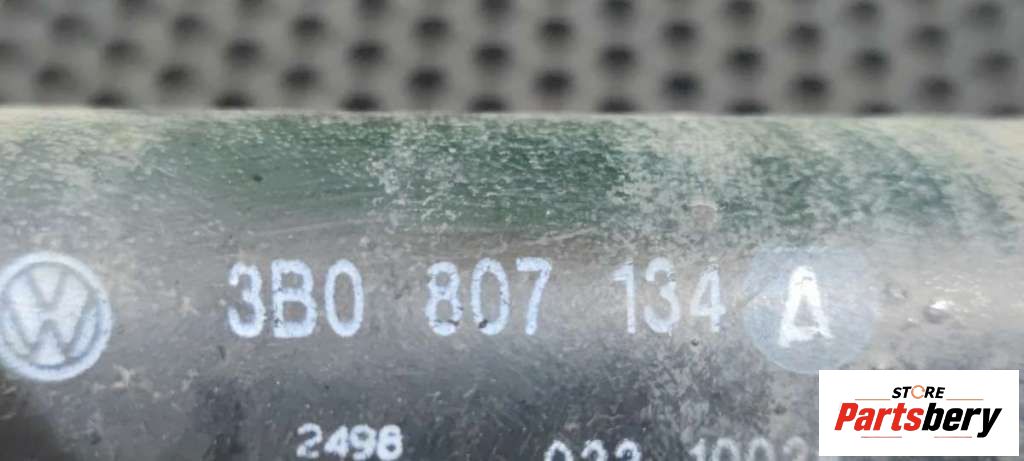 3B0 807 134 A
2498
STORE
Partsbery